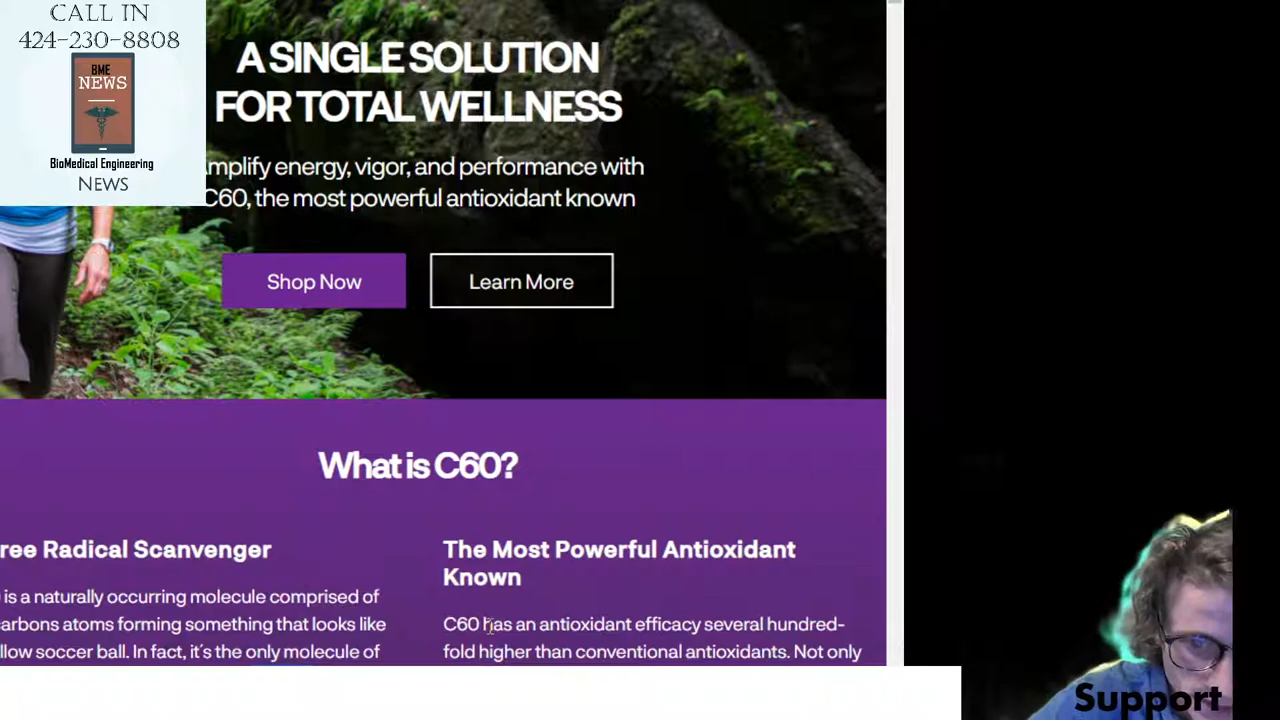 CALL IN
424-230-8808
BME
NEWS
BioMedical Engineering
NEWS
A SINGLE SOLUTION
FOR TOTAL WELLNESS
mplify energy, vigor, and performance with
C60, the most powerful antioxidant known
Shop Now
Learn More
What is C60?
ree Radical Scanvenger
is a naturally occurring molecule comprised of
carbons atoms forming something that looks like
llow soccer ball. In fact, it's the only molecule of
The Most Powerful Antioxidant
Known
C60 has an antioxidant efficacy several hundred-
fold higher than conventional antioxidants. Not only
Support